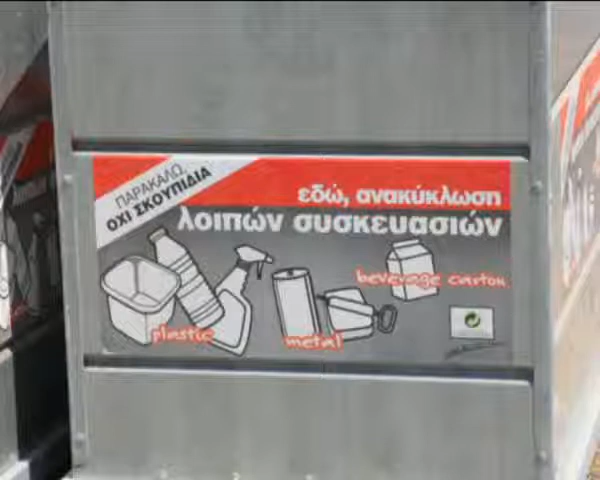 ΠΑΡΑΚΑΛΩ
ΟΧΙ ΣΚΟΥΠΙΔΙΑ
εδώ, ανακύκλωση
λοιπών συσκευασιών
beverage carton
plastic
metal